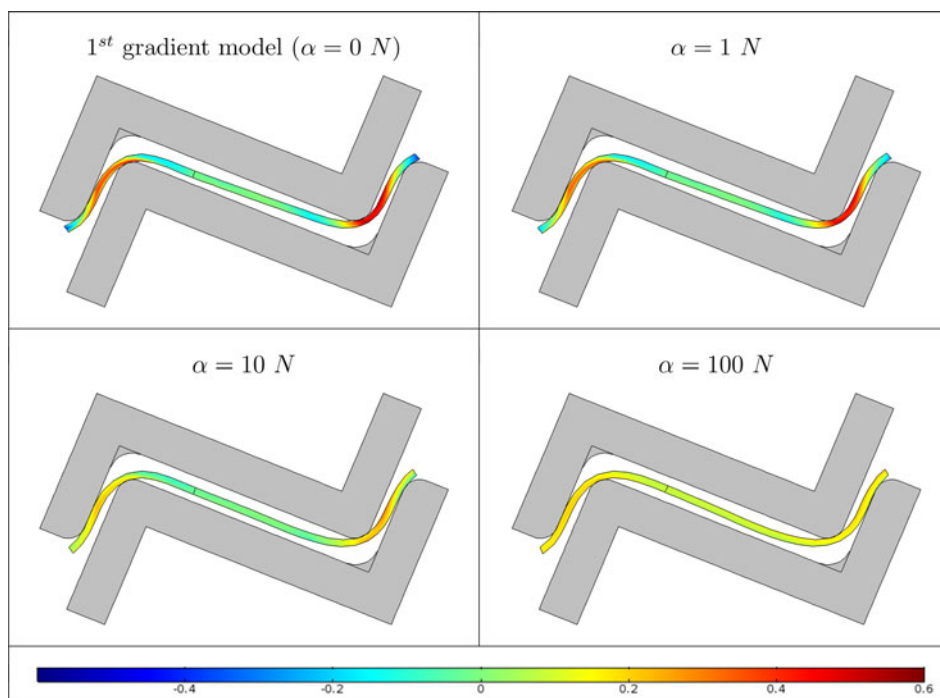 1st gradient model (α = 0 N)
α = 1 N
α = 10 N
α = 100 N
-0.4 -0.2 0 0.2 0.4 0.6